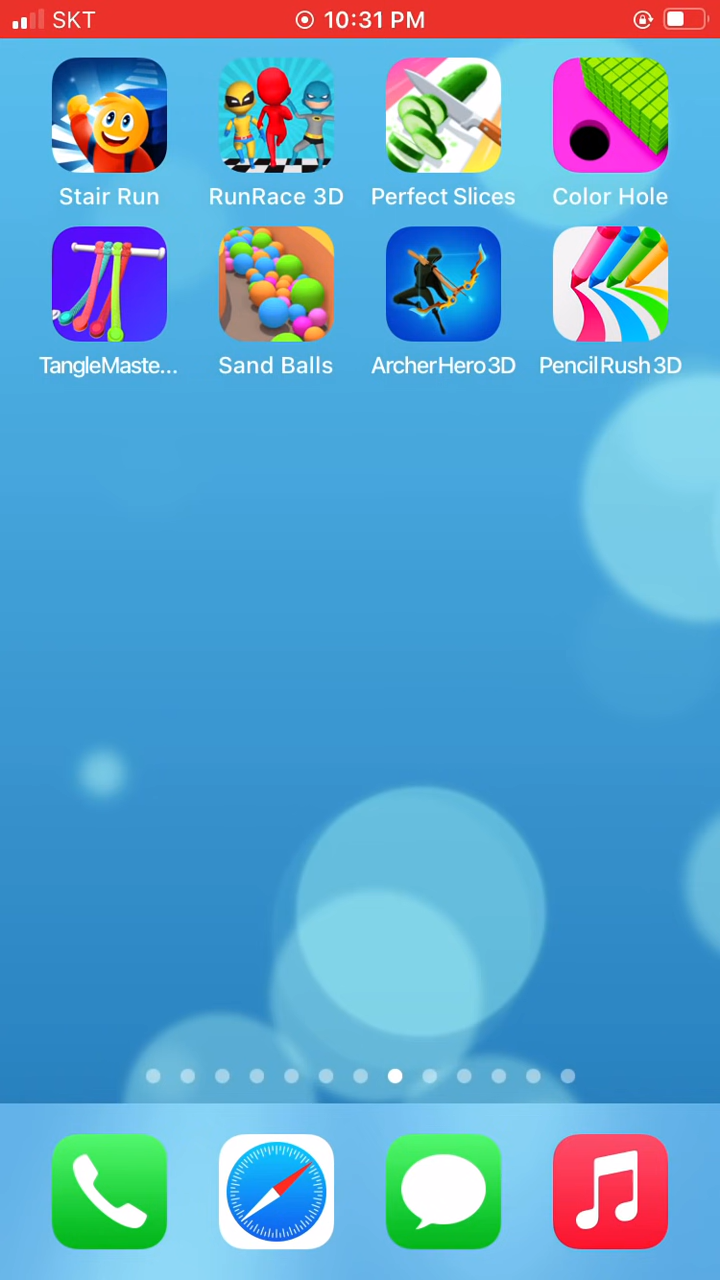 SKT 10:31 PM
Stair Run RunRace 3D Perfect Slices Color Hole
TangleMaste... Sand Balls ArcherHero3D PencilRush3D